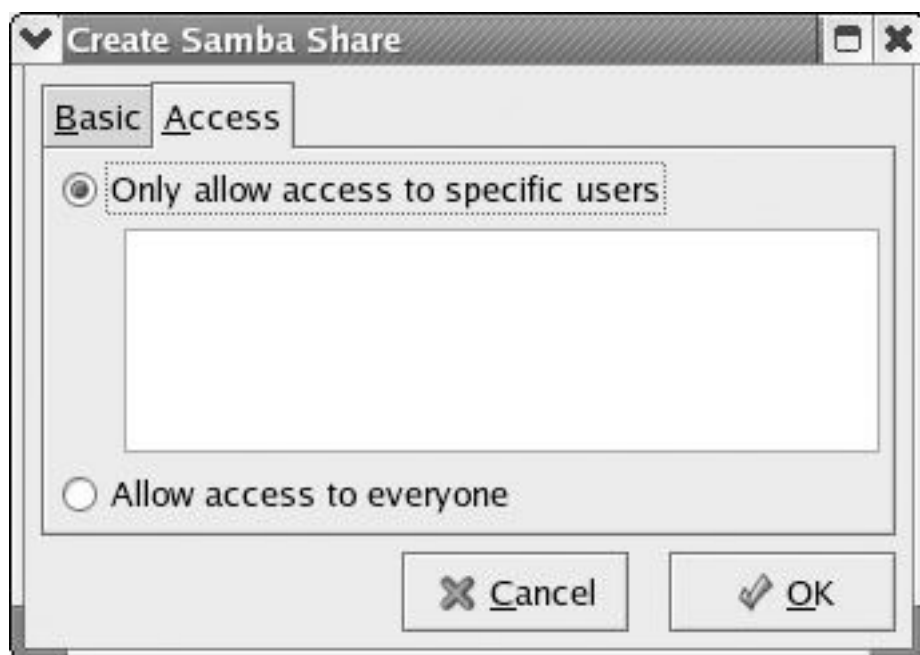 Create Samba Share
Basic Access
Only allow access to specific users
Allow access to everyone
Cancel OK